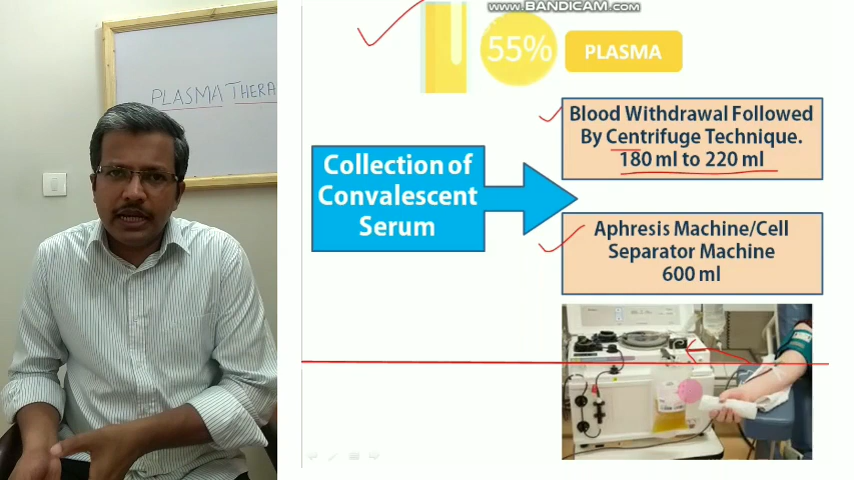 WWW.BANDICAM.COM
PLASMA THERA
55%
PLASMA
Blood Withdrawal Followed
By Centrifuge Technique.
180 ml to 220 ml
Collection of
Convalescent
Serum
Aphresis Machine/Cell
Separator Machine
600 ml